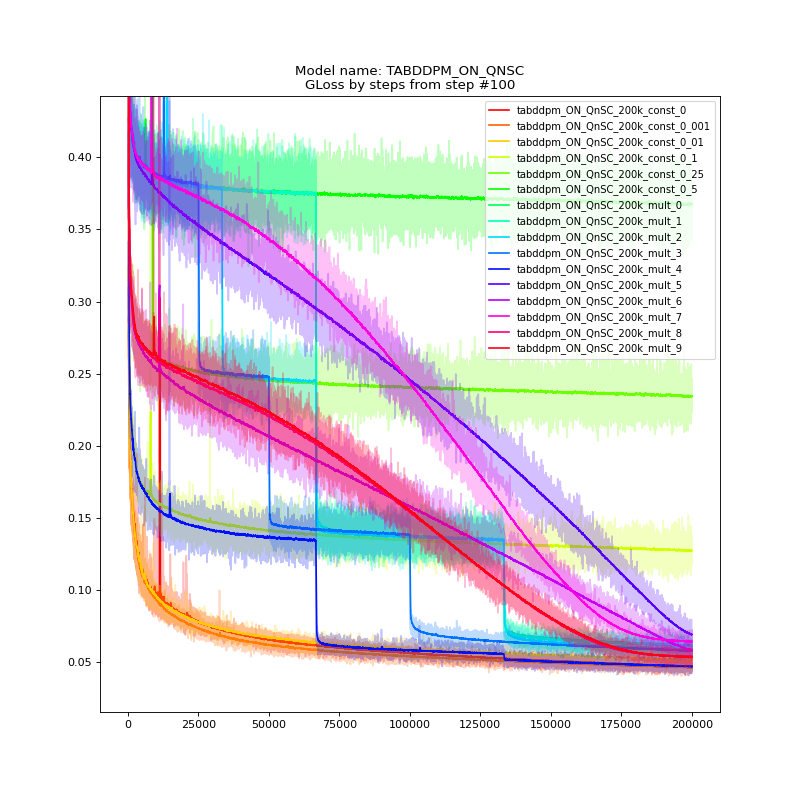 Model name: TABDDPM_ON_QNSC
GLoss by steps from step #100
tabddpm_ON_QnSC_200k_const_0
tabddpm_ON_QnSC_200k_const_0_001
tabddpm_ON_QnSC_200k_const_0_01
tabddpm_ON_QnSC_200k_const_0_1
tabddpm_ON_QnSC_200k_const_0_25
tabddpm_ON_QnSC_200k_const_0_5
tabddpm_ON_QnSC_200k_mult_0
tabddpm_ON_QnSC_200k_mult_1
tabddpm_ON_QnSC_200k_mult_2
tabddpm_ON_QnSC_200k_mult_3
tabddpm_ON_QnSC_200k_mult_4
tabddpm_ON_QnSC_200k_mult_5
tabddpm_ON_QnSC_200k_mult_6
tabddpm_ON_QnSC_200k_mult_7
tabddpm_ON_QnSC_200k_mult_8
tabddpm_ON_QnSC_200k_mult_9
0.40
0.35
0.30
0.25
0.20
0.15
0.10
0.05
0 25000 50000 75000 100000 125000 150000 175000 200000